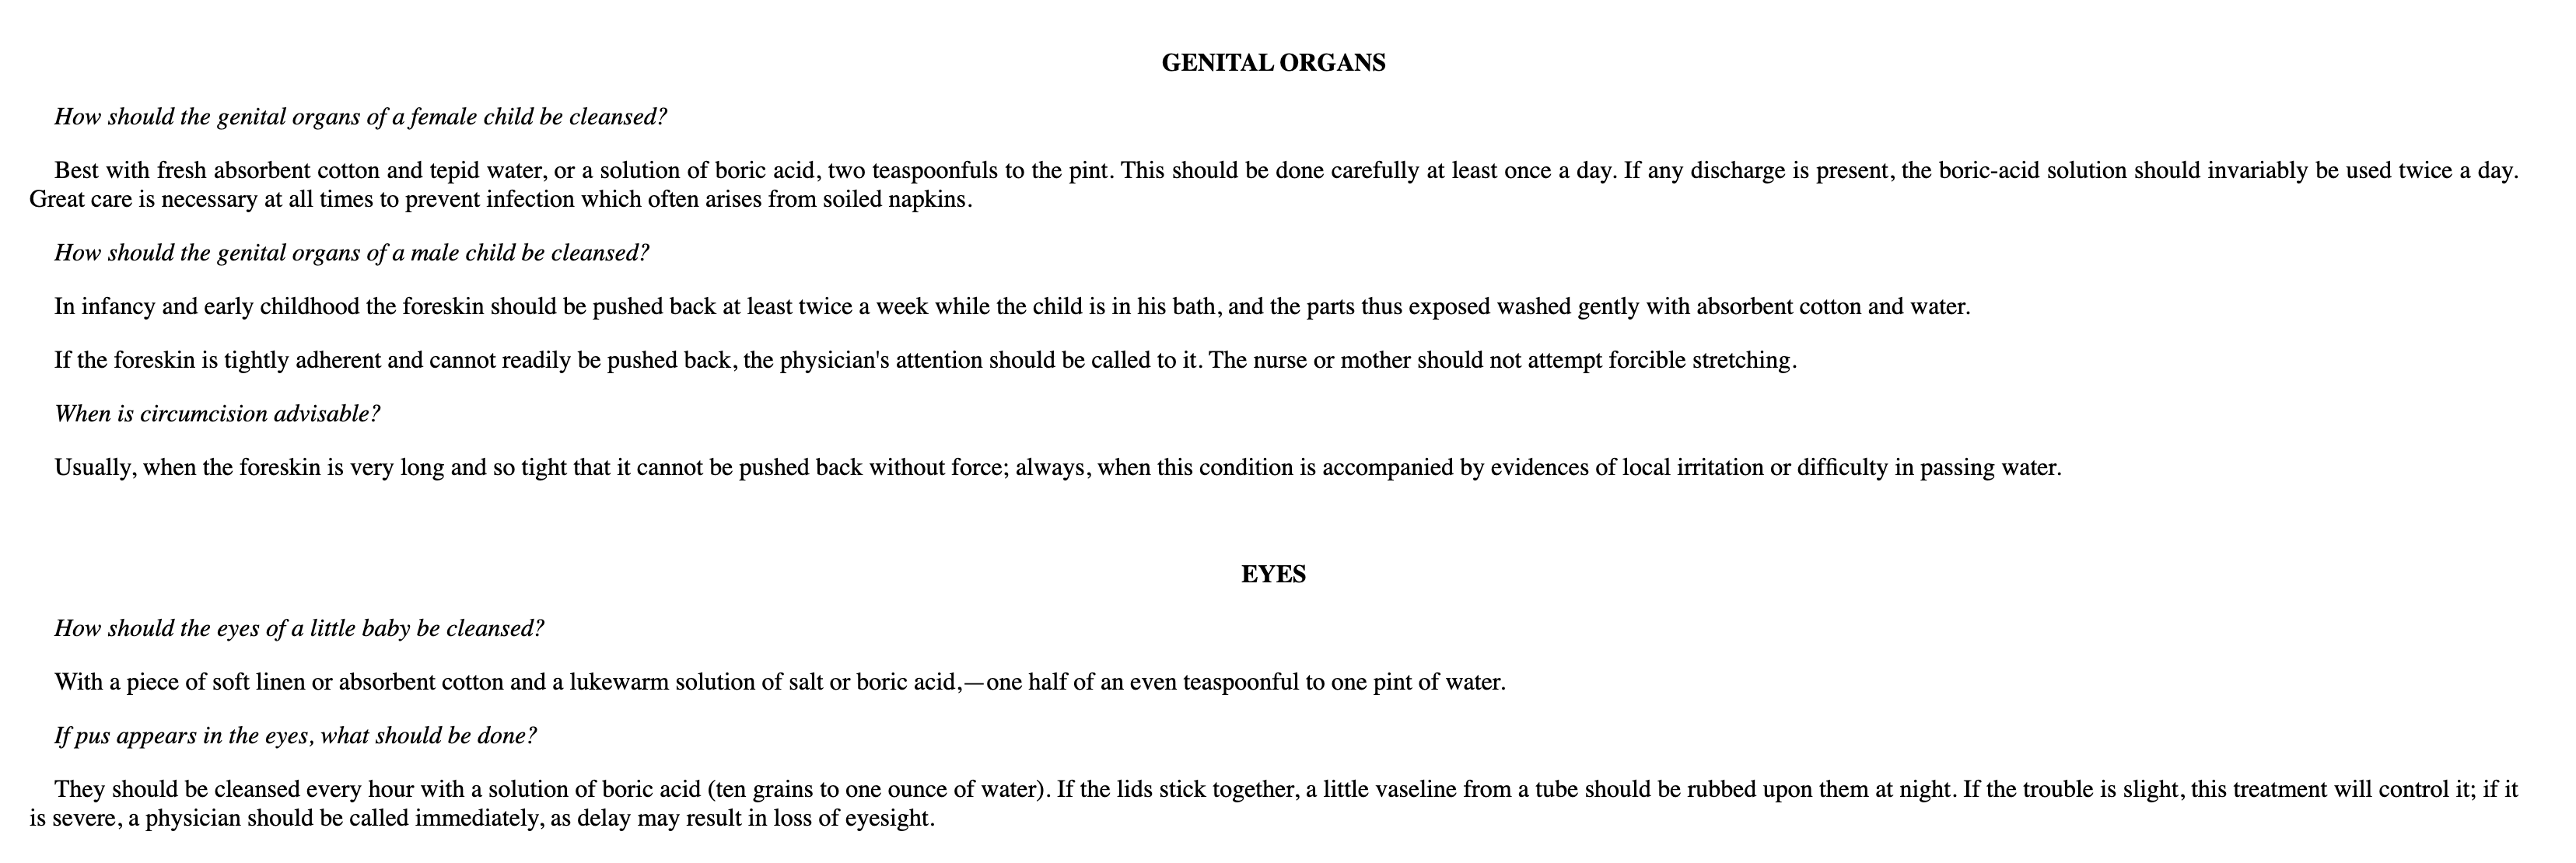 GENITAL ORGANS
How should the genital organs of a female child be cleansed?
Best with fresh absorbent cotton and tepid water, or a solution of boric acid, two teaspoonfuls to the pint. This should be done carefully at least once a day. If any discharge is present, the boric-acid solution should invariably be used twice a day.
Great care is necessary at all times to prevent infection which often arises from soiled napkins.
How should the genital organs of a male child be cleansed?
In infancy and early childhood the foreskin should be pushed back at least twice a week while the child is in his bath, and the parts thus exposed washed gently with absorbent cotton and water.
If the foreskin is tightly adherent and cannot readily be pushed back, the physician's attention should be called to it. The nurse or mother should not attempt forcible stretching.
When is circumcision advisable?
Usually, when the foreskin is very long and so tight that it cannot be pushed back without force; always, when this condition is accompanied by evidences of local irritation or difficulty in passing water.
EYES
How should the eyes of a little baby be cleansed?
With a piece of soft linen or absorbent cotton and a lukewarm solution of salt or boric acid,—one half of an even teaspoonful to one pint of water.
If pus appears in the eyes, what should be done?
They should be cleansed every hour with a solution of boric acid (ten grains to one ounce of water). If the lids stick together, a little vaseline from a tube should be rubbed upon them at night. If the trouble is slight, this treatment will control it; if it
is severe, a physician should be called immediately, as delay may result in loss of eyesight.